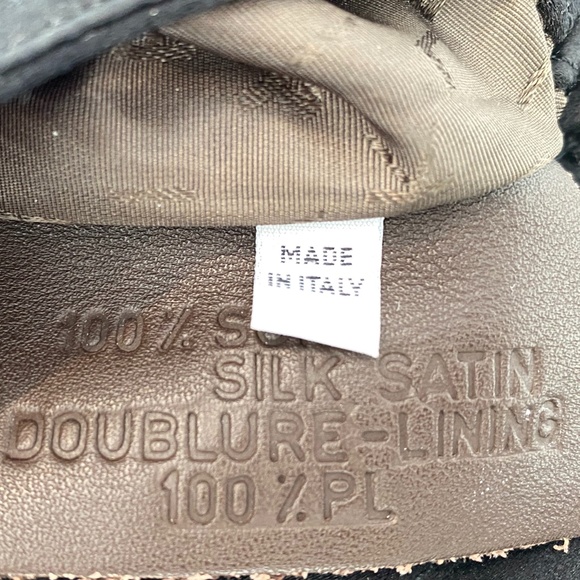 MADE
IN ITALY
100 %
SILK SATIN
DOUBLURE-LINING
100 % PL